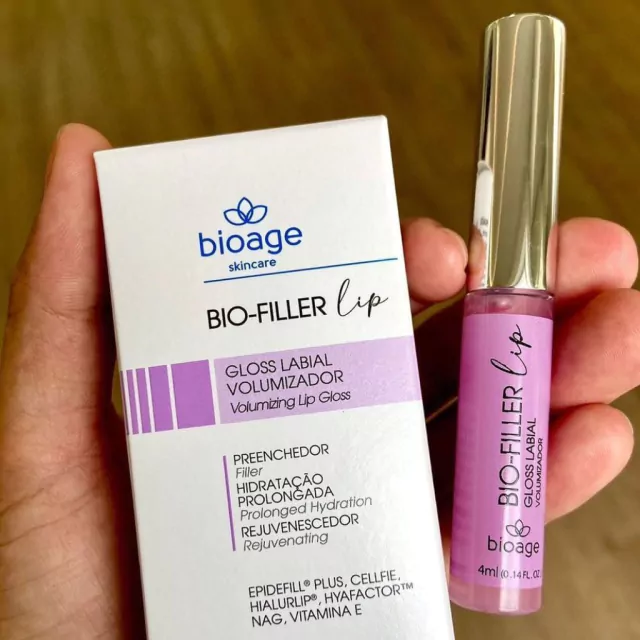 bioage
skincare
BIO-FILLER lip
GLOSS LABIAL
VOLUMIZADOR
Volumizing Lip Gloss
PREENCHEDOR
Filler
HIDRATAÇÃO
PROLONGADA
Prolonged Hydration
REJUVENESCEDOR
Rejuvenating
EPIDEFILL® PLUS, CELLFIE,
HIALURLIP®, HYAFACTOR™
NAG, VITAMINA E
BIO-FILLER lip
GLOSS LABIAL
VOLUMIZADOR
bioage
4ml (0.14 FL. OZ.